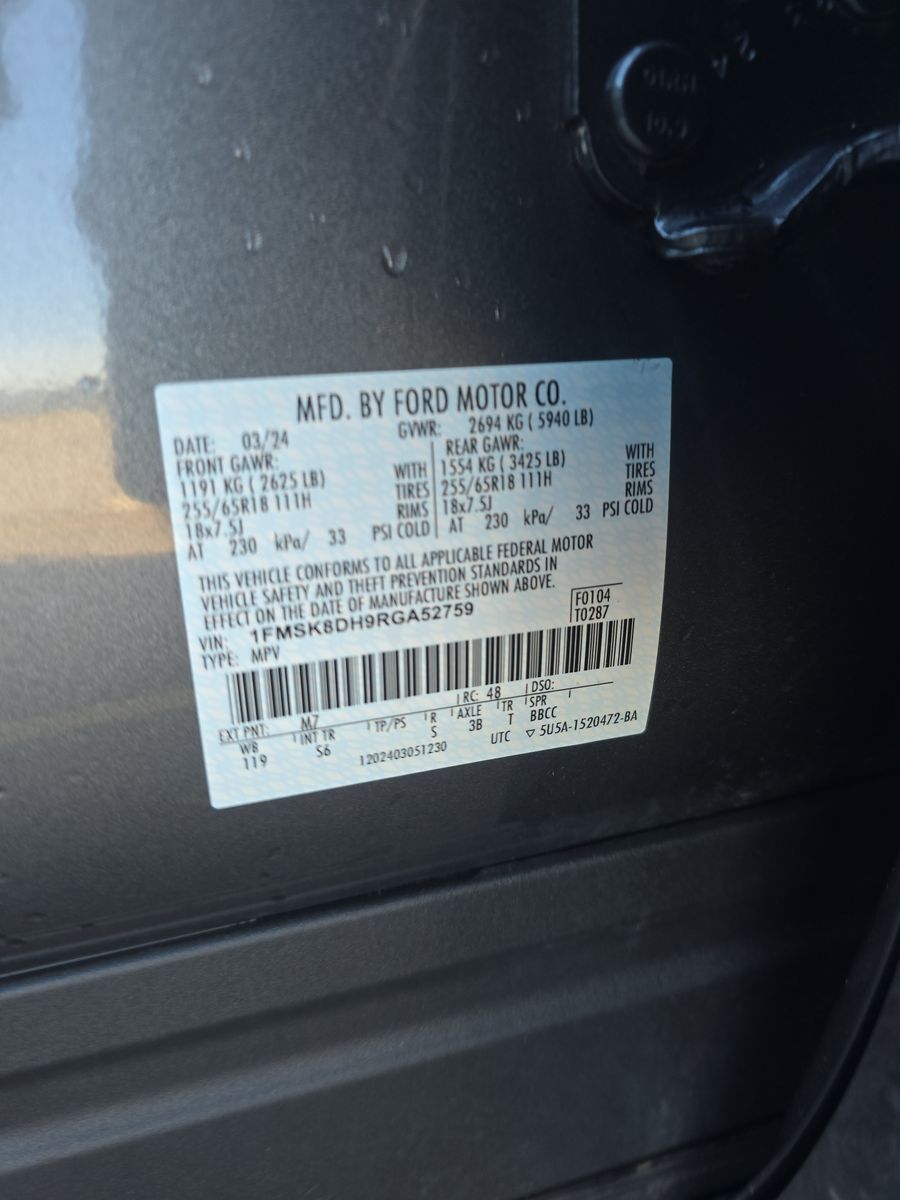 MFD. BY FORD MOTOR CO.
DATE: 03/24 GVWR: 2694 KG ( 5940 LB)
FRONT GAWR: REAR GAWR:
1191 KG ( 2625 LB) WITH 1554 KG ( 3425 LB) WITH
255/65R18 111H TIRES 255/65R18 111H TIRES
18x7.5J RIMS 18x7.5J RIMS
AT 230 kPa/ 33 PSI COLD AT 230 kPa/ 33 PSI COLD
THIS VEHICLE CONFORMS TO ALL APPLICABLE FEDERAL MOTOR
VEHICLE SAFETY AND THEFT PREVENTION STANDARDS IN
EFFECT ON THE DATE OF MANUFACTURE SHOWN ABOVE.
VIN: 1FMSK8DH9RGA52759 F0104
TYPE: MPV T0287
EXT PNT: M7 RC: 48 DSO:
WB INT TR TP/PS R AXLE TR SPR
119 S6 S 3B T BBCC
1202403051230 UTC ▽ 5U5A-1520472-BA